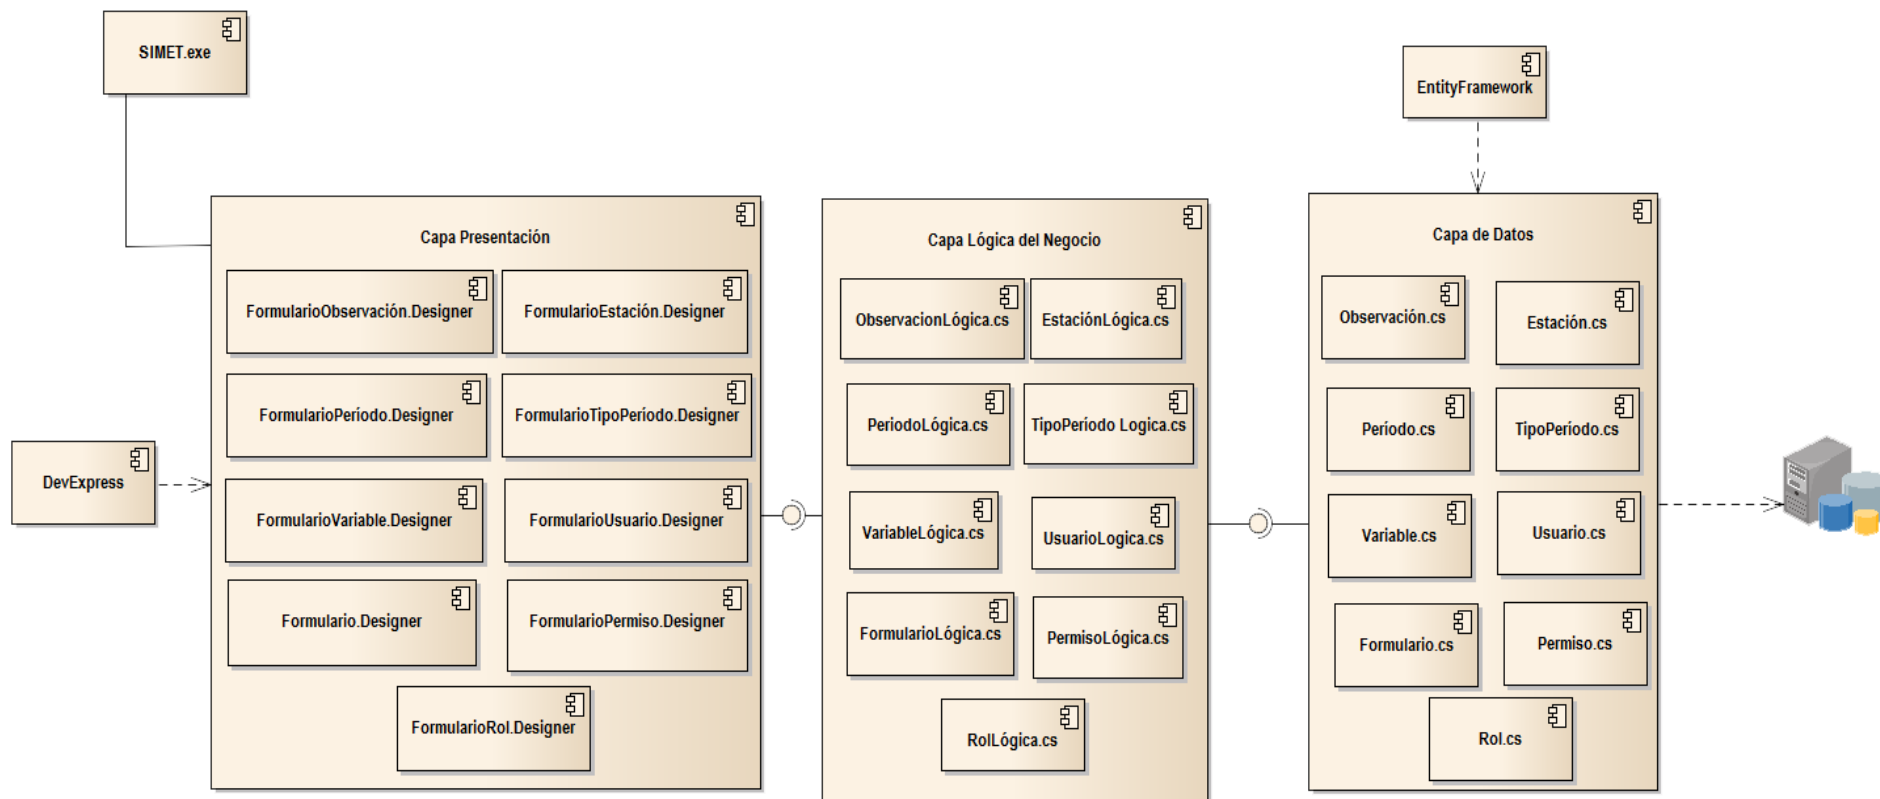 SIMET.exe
EntityFramework
DevExpress
Capa Presentación
FormularioObservación.Designer
FormularioEstación.Designer
FormularioPeríodo.Designer
FormularioTipoPeríodo.Designer
FormularioVariable.Designer
FormularioUsuario.Designer
Formulario.Designer
FormularioPermiso.Designer
FormularioRol.Designer
Capa Lógica del Negocio
ObservacionLógica.cs
EstaciónLógica.cs
PeríodoLógica.cs
TipoPeríodo Logica.cs
VariableLógica.cs
UsuarioLogica.cs
FormularioLógica.cs
PermisoLógica.cs
RolLógica.cs
Capa de Datos
Observación.cs
Estación.cs
Período.cs
TipoPeríodo.cs
Variable.cs
Usuario.cs
Formulario.cs
Permiso.cs
Rol.cs